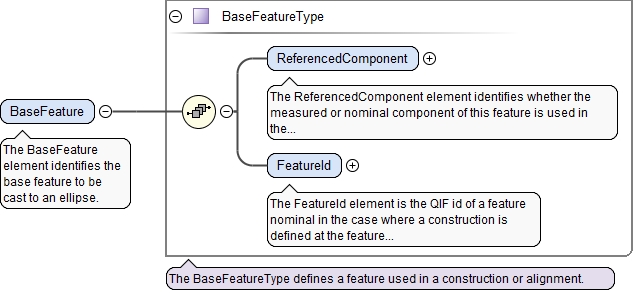 BaseFeatureType
ReferencedComponent
The ReferencedComponent element identifies whether the
measured or nominal component of this feature is used in
the...
BaseFeature
The BaseFeature
element identifies the
base feature to be
cast to an ellipse.
FeatureId
The FeatureId element is the QIF id of a feature
nominal in the case where a construction is
defined at the feature...
The BaseFeatureType defines a feature used in a construction or alignment.